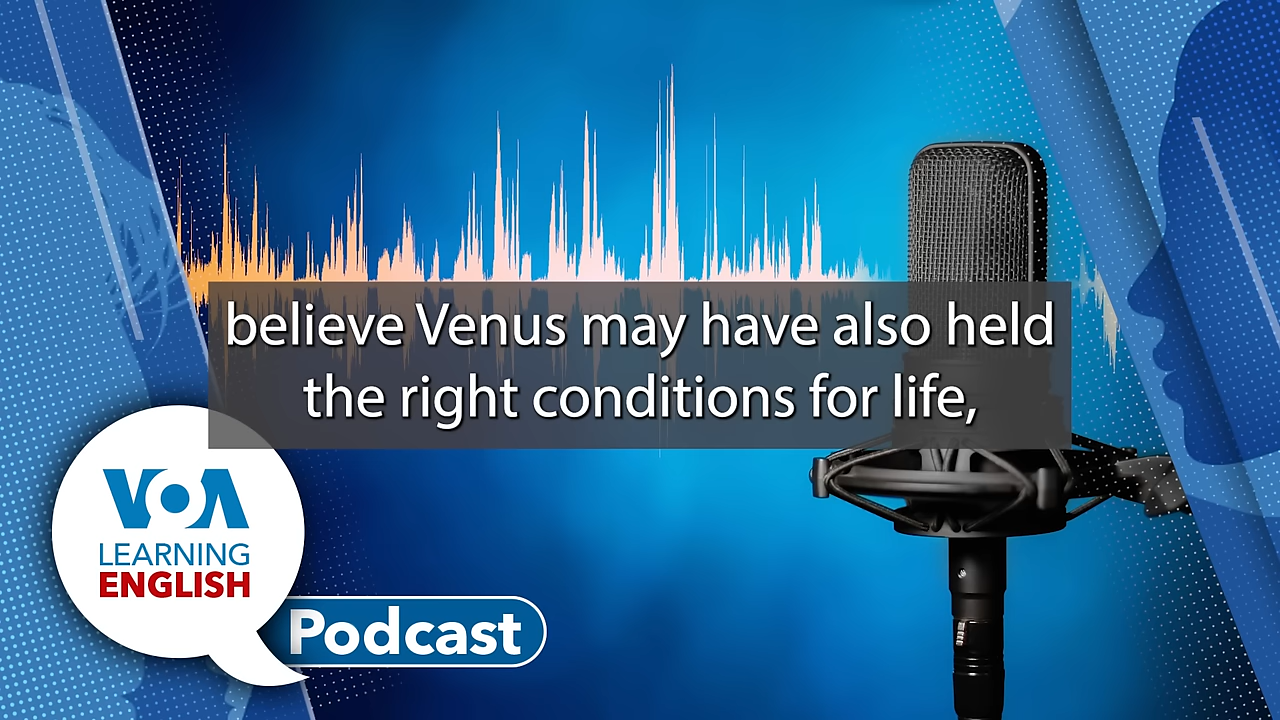 believe Venus may have also held
the right conditions for life,
VOA
LEARNING
ENGLISH
Podcast